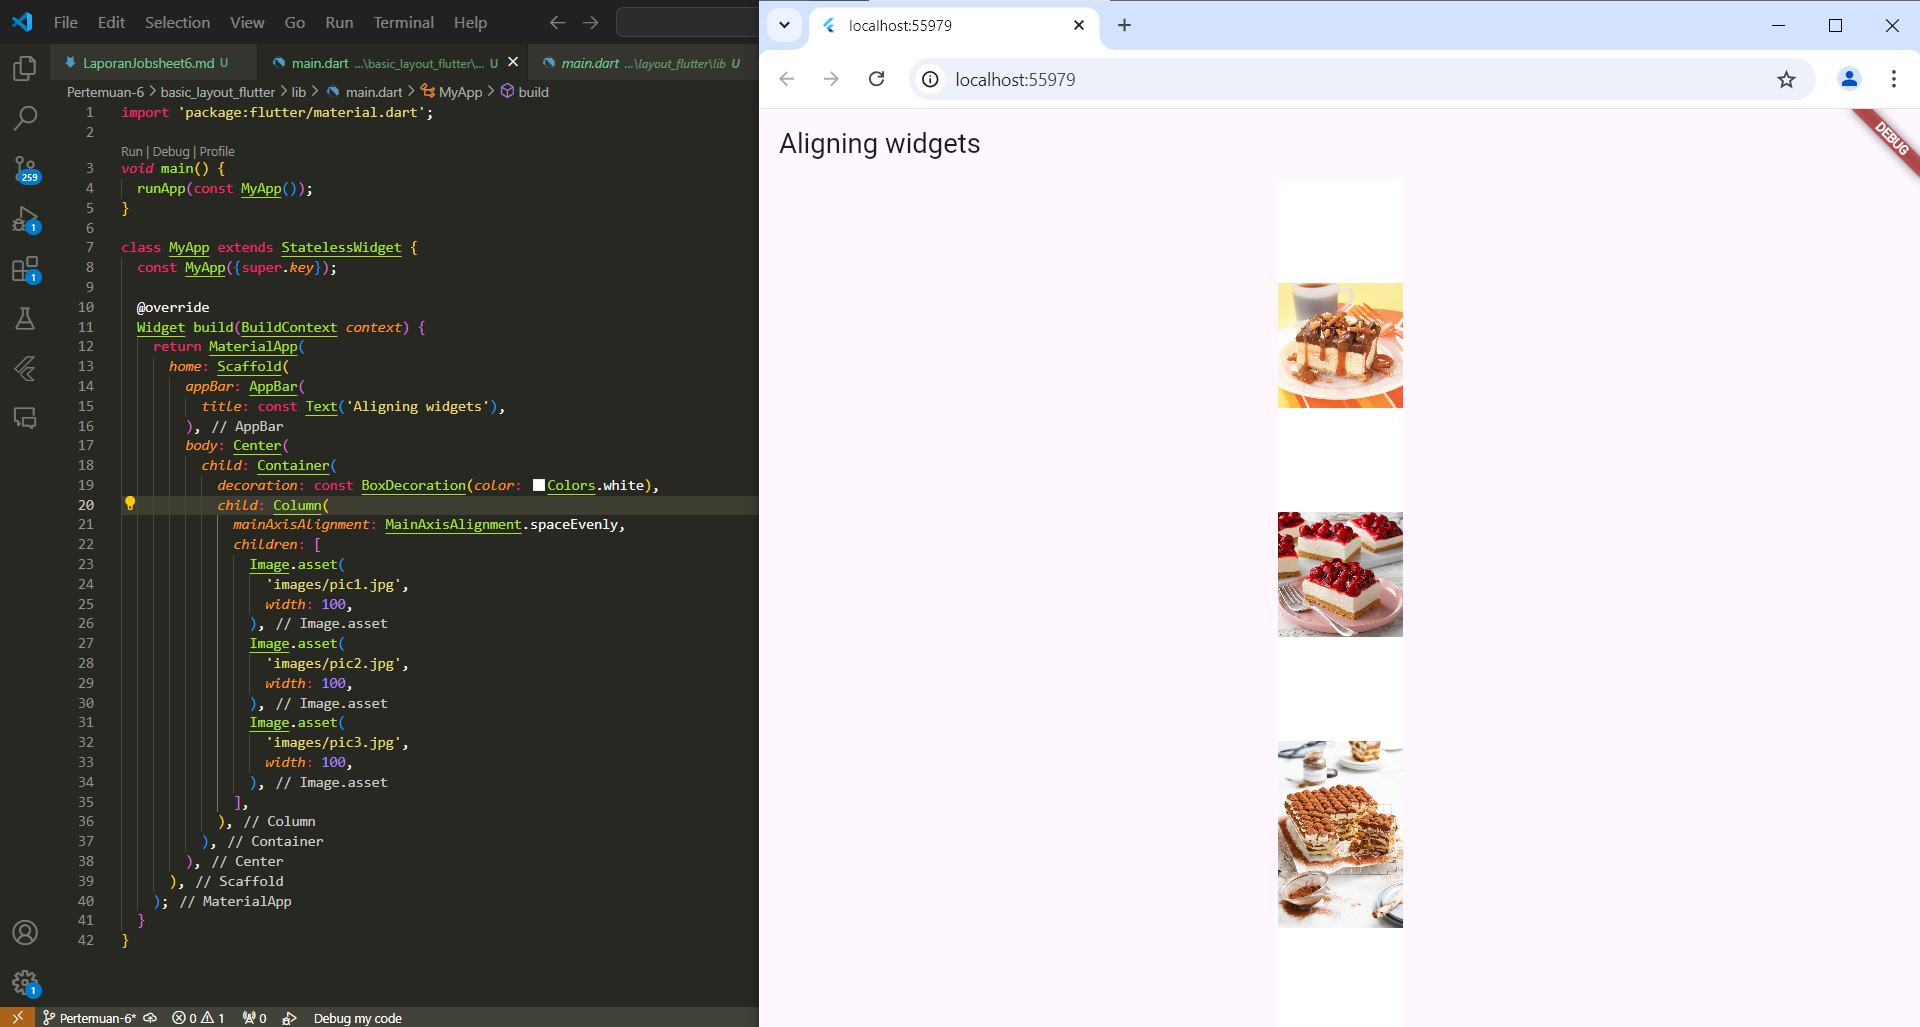 File Edit Selection View Go Run Terminal Help
LaporanJobsheet6.md U
main.dart ...\basic_layout_flutter\... U
main.dart ...\layout_flutter\lib U
Pertemuan-6 > basic_layout_flutter > lib > main.dart > MyApp > build
1 import 'package:flutter/material.dart';
2
Run | Debug | Profile
3 void main() {
4 runApp(const MyApp());
5 }
6
7 class MyApp extends StatelessWidget {
8 const MyApp({super.key});
9
10 @override
11 Widget build(BuildContext context) {
12 return MaterialApp(
13 home: Scaffold(
14 appBar: AppBar(
15 title: const Text('Aligning widgets'),
16 ), // AppBar
17 body: Center(
18 child: Container(
19 decoration: const BoxDecoration(color: Colors.white),
20 child: Column(
21 mainAxisAlignment: MainAxisAlignment.spaceEvenly,
22 children: [
23 Image.asset(
24 'images/pic1.jpg',
25 width: 100,
26 ), // Image.asset
27 Image.asset(
28 'images/pic2.jpg',
29 width: 100,
30 ), // Image.asset
31 Image.asset(
32 'images/pic3.jpg',
33 width: 100,
34 ), // Image.asset
35 ],
36 ), // Column
37 ), // Container
38 ), // Center
39 ), // Scaffold
40 ); // MaterialApp
41 }
42 }
259
1
1
1
Pertemuan-6* 0 1 0 Debug my code
localhost:55979
localhost:55979
Aligning widgets
DEBUG